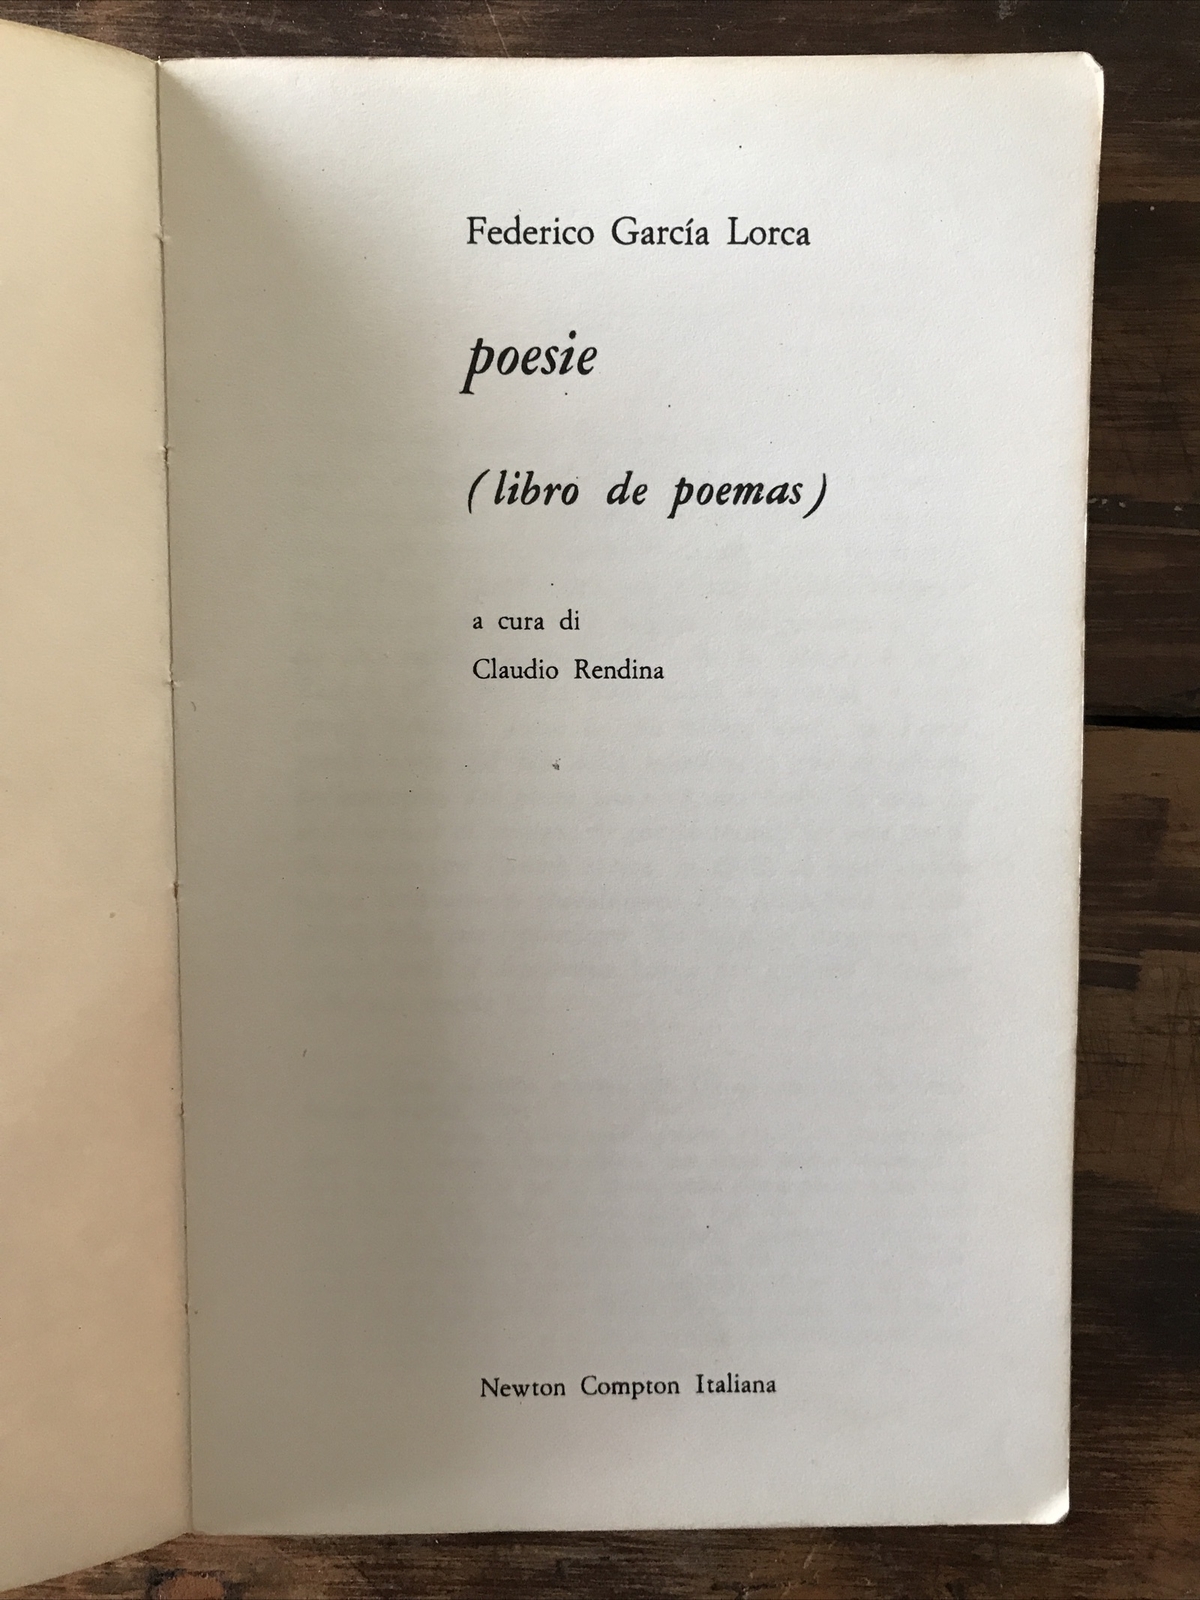 Federico García Lorca
poesie
(libro de poemas)
a cura di
Claudio Rendina
Newton Compton Italiana